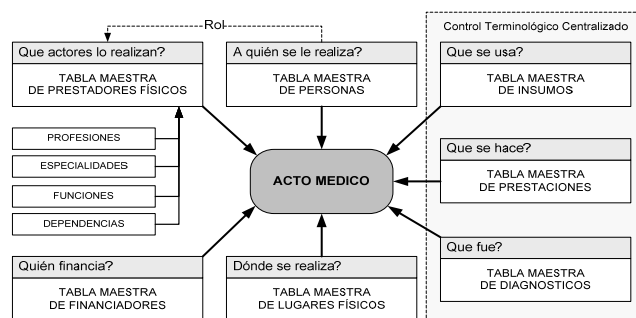 Rol
Control Terminológico Centralizado
Que actores lo realizan?
TABLA MAESTRA
DE PRESTADORES FÍSICOS
A quién se le realiza?
TABLA MAESTRA
DE PERSONAS
Que se usa?
TABLA MAESTRA
DE INSUMOS
PROFESIONES
ESPECIALIDADES
FUNCIONES
DEPENDENCIAS
ACTO MEDICO
Que se hace?
TABLA MAESTRA
DE PRESTACIONES
Quién financia?
TABLA MAESTRA
DE FINANCIADORES
Dónde se realiza?
TABLA MAESTRA
DE LUGARES FÍSICOS
Que fue?
TABLA MAESTRA
DE DIAGNOSTICOS